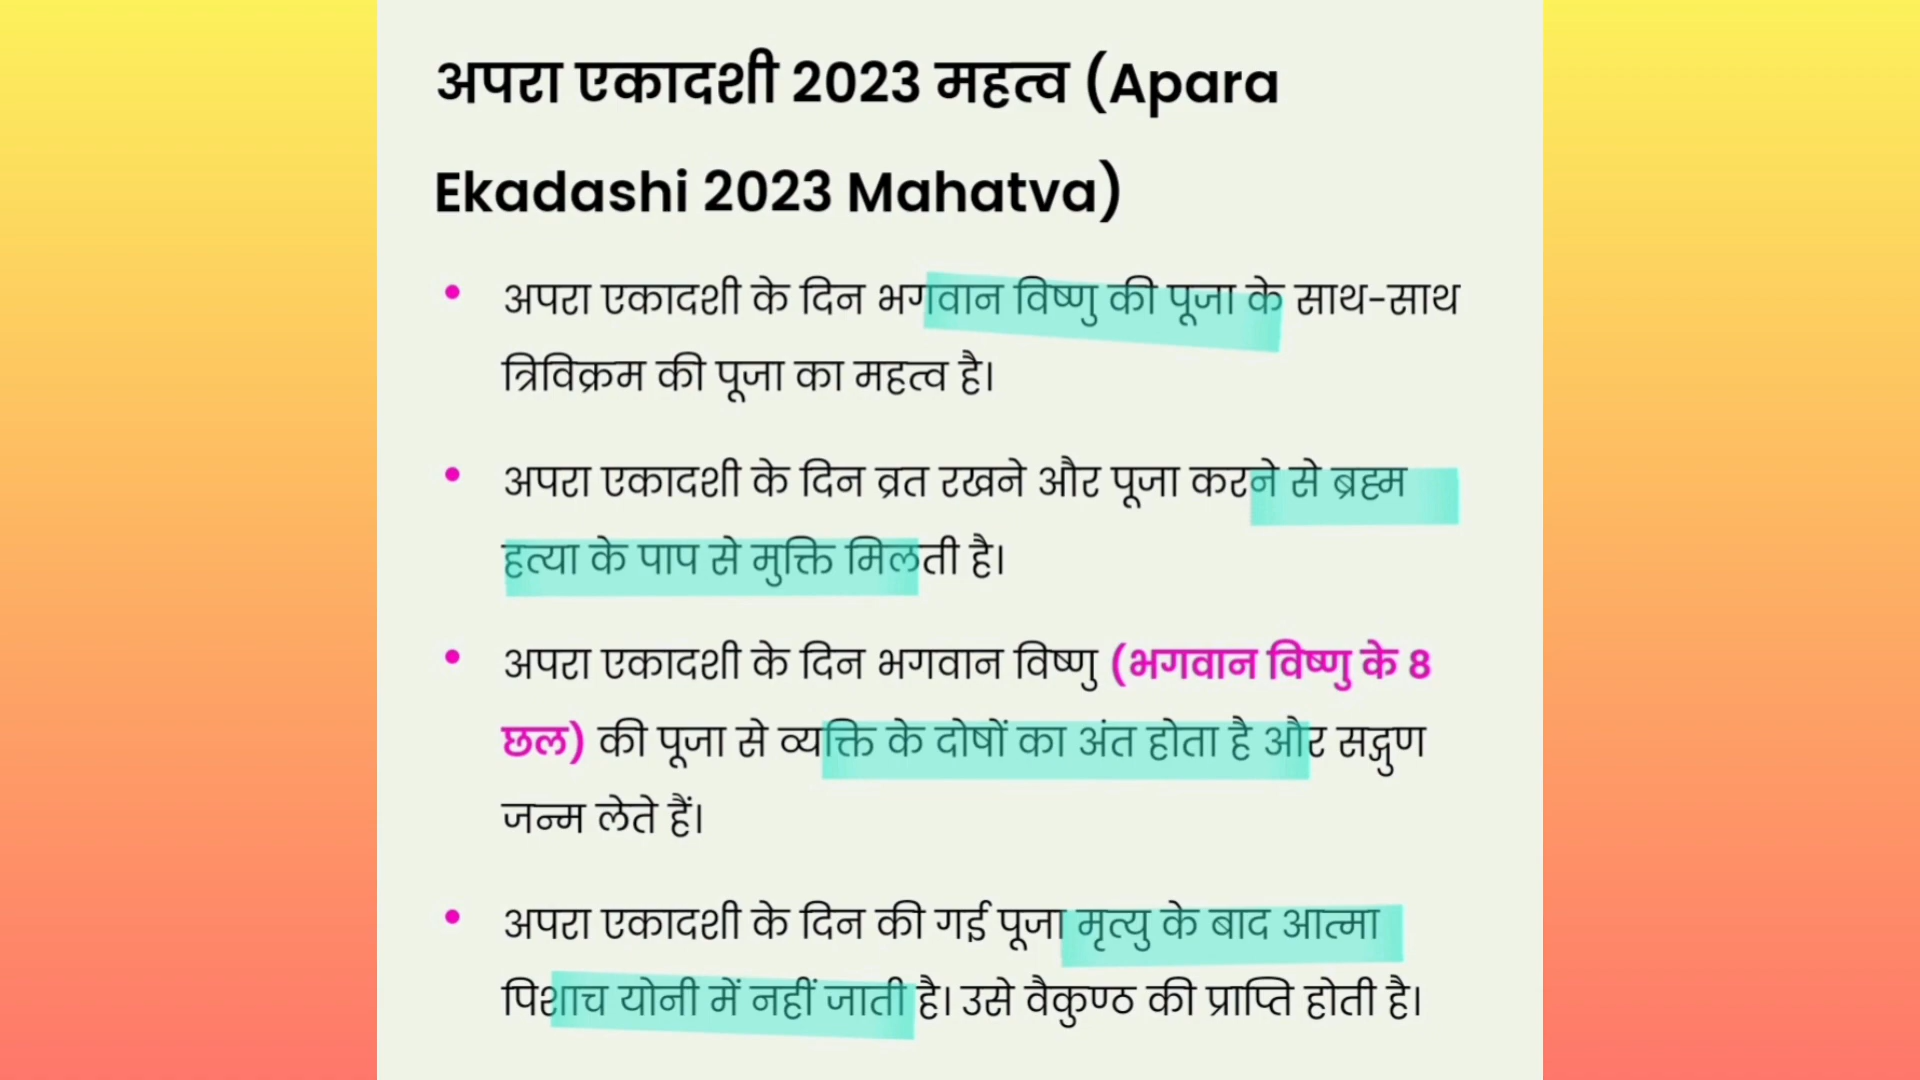 अपरा एकादशी 2023 महत्व (Apara
Ekadashi 2023 Mahatva)
• अपरा एकादशी के दिन भगवान विष्णु की पूजा के साथ-साथ
त्रिविक्रम की पूजा का महत्व है।
• अपरा एकादशी के दिन व्रत रखने और पूजा करने से ब्रह्म
हत्या के पाप से मुक्ति मिलती है।
• अपरा एकादशी के दिन भगवान विष्णु (भगवान विष्णु के 8
छल) की पूजा से व्यक्ति के दोषों का अंत होता है और सद्गुण
जन्म लेते हैं।
• अपरा एकादशी के दिन की गई पूजा मृत्यु के बाद आत्मा
पिशाच योनी में नहीं जाती है। उसे वैकुण्ठ की प्राप्ति होती है।